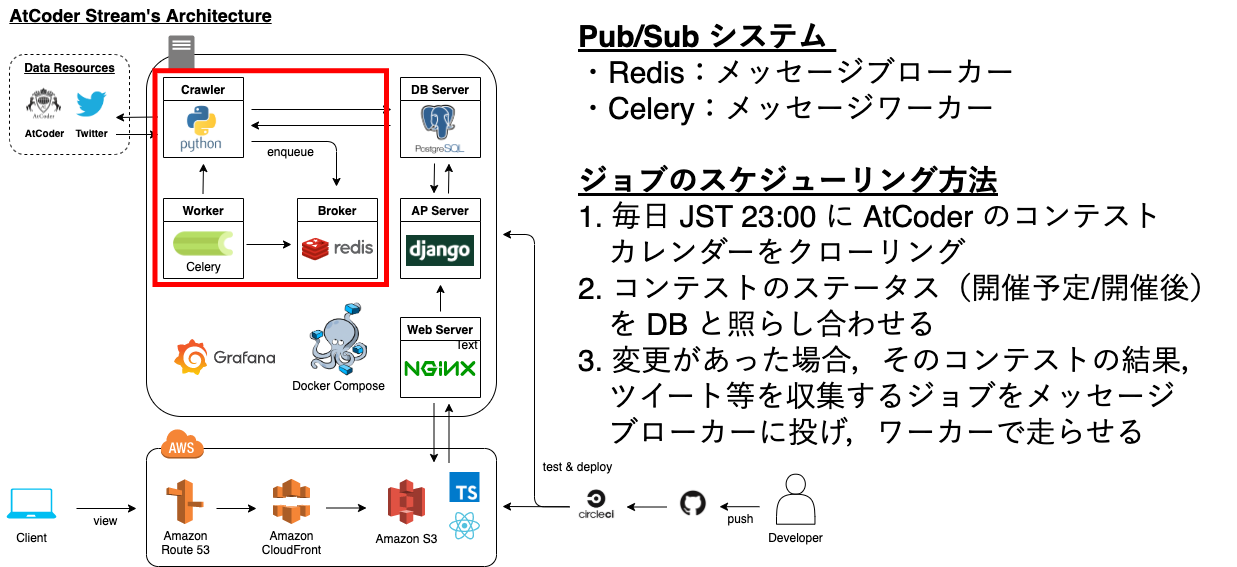 AtCoder Stream's Architecture
Data Resources
AtCoder
AtCoder
Twitter
Crawler
python
enqueue
DB Server
PostgreSQL
Worker
Celery
Broker
redis
AP Server
django
Grafana
Docker Compose
Web Server
Text
NGINX
AWS
Client
view
Amazon
Route 53
Amazon
CloudFront
Amazon S3
TS
test & deploy
circleci
push
Developer
Pub/Sub システム
・Redis：メッセージブローカー
・Celery：メッセージワーカー
ジョブのスケジューリング方法
1. 毎日 JST 23:00 に AtCoder のコンテスト
カレンダーをクローリング
2. コンテストのステータス（開催予定/開催後）
を DB と照らし合わせる
3. 変更があった場合，そのコンテストの結果，
ツイート等を収集するジョブをメッセージ
ブローカーに投げ，ワーカーで走らせる